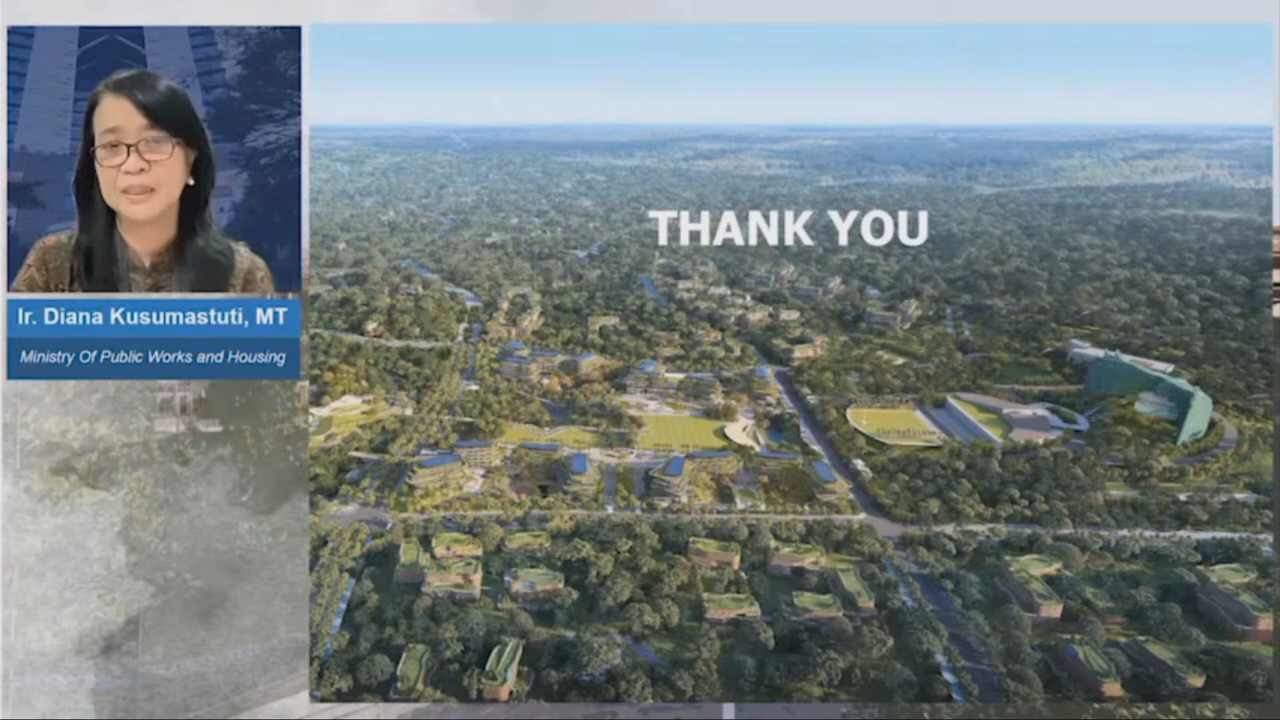 Ir. Diana Kusumastuti, MT
Ministry Of Public Works and Housing
THANK YOU